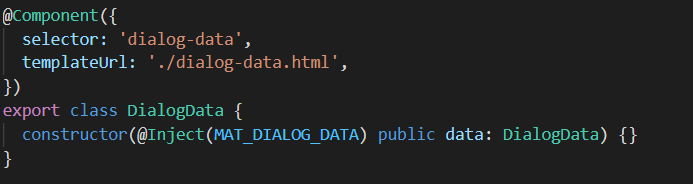 @Component({
  selector: 'dialog-data',
  templateUrl: './dialog-data.html',
})
export class DialogData {
  constructor(@Inject(MAT_DIALOG_DATA) public data: DialogData) {}
}